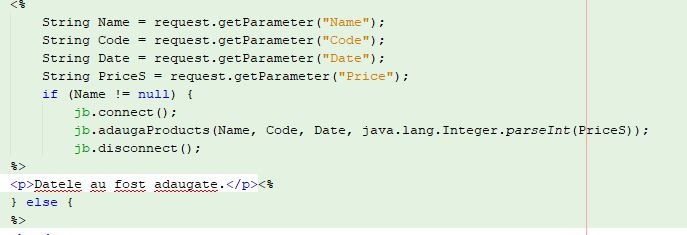 <%
String Name = request.getParameter("Name");
String Code = request.getParameter("Code");
String Date = request.getParameter("Date");
String PriceS = request.getParameter("Price");
if (Name != null) {
jb.connect();
jb.adaugaProducts(Name, Code, Date, java.lang.Integer.parseInt(PriceS));
jb.disconnect();
%>
<p>Datele au fost adaugate.</p><%
} else {
%>